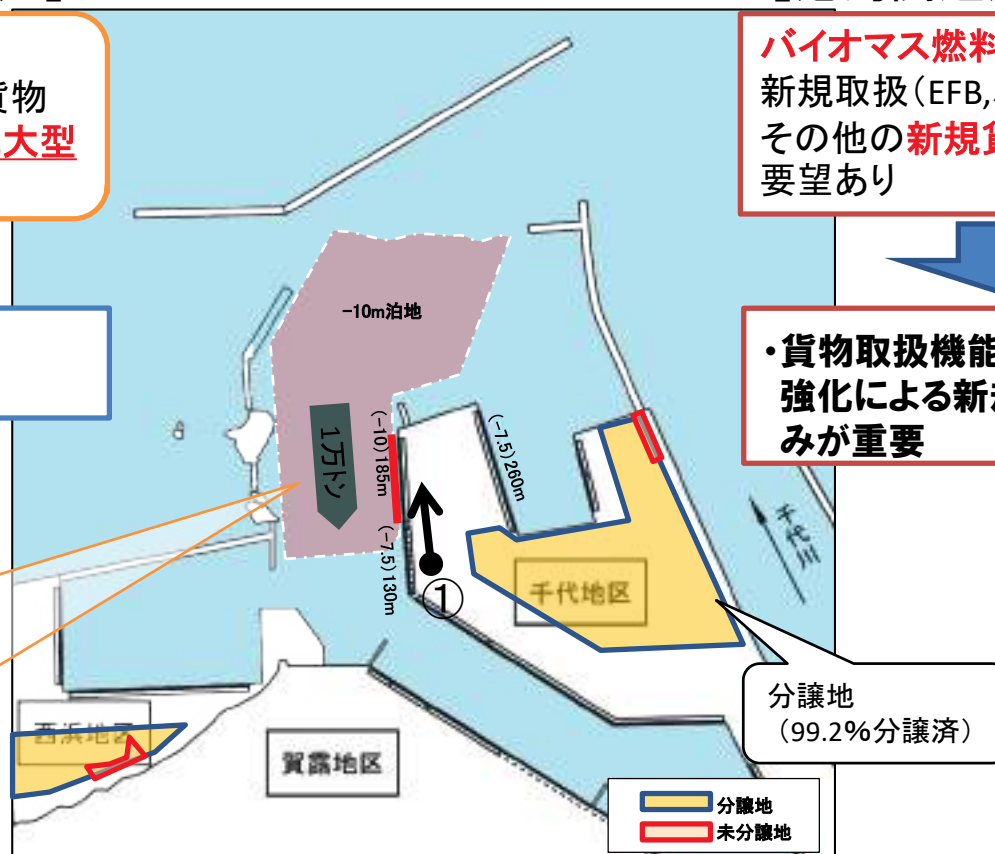 貨物
大型
バイオマス燃料
新規取扱（EFB,
その他の新規貨
要望あり
・貨物取扱機能
強化による新規
みが重要
-10m泊地
1万トン
(-10)185m
(-7.5)130m
(-7.5)260m
①
千代地区
千代川
分譲地
（99.2%分譲済）
西浜地区
賀露地区
分譲地
未分譲地